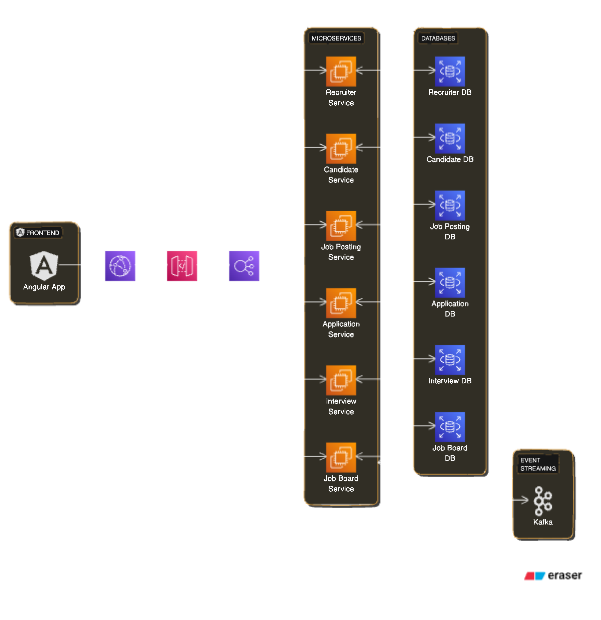 MICROSERVICES
Recruiter
Service
Candidate
Service
Job Posting
Service
Application
Service
Interview
Service
Job Board
Service
DATABASES
Recruiter DB
Candidate DB
Job Posting
DB
Application
DB
Interview DB
Job Board
DB
FRONTEND
Angular App
EVENT
STREAMING
Kafka
eraser